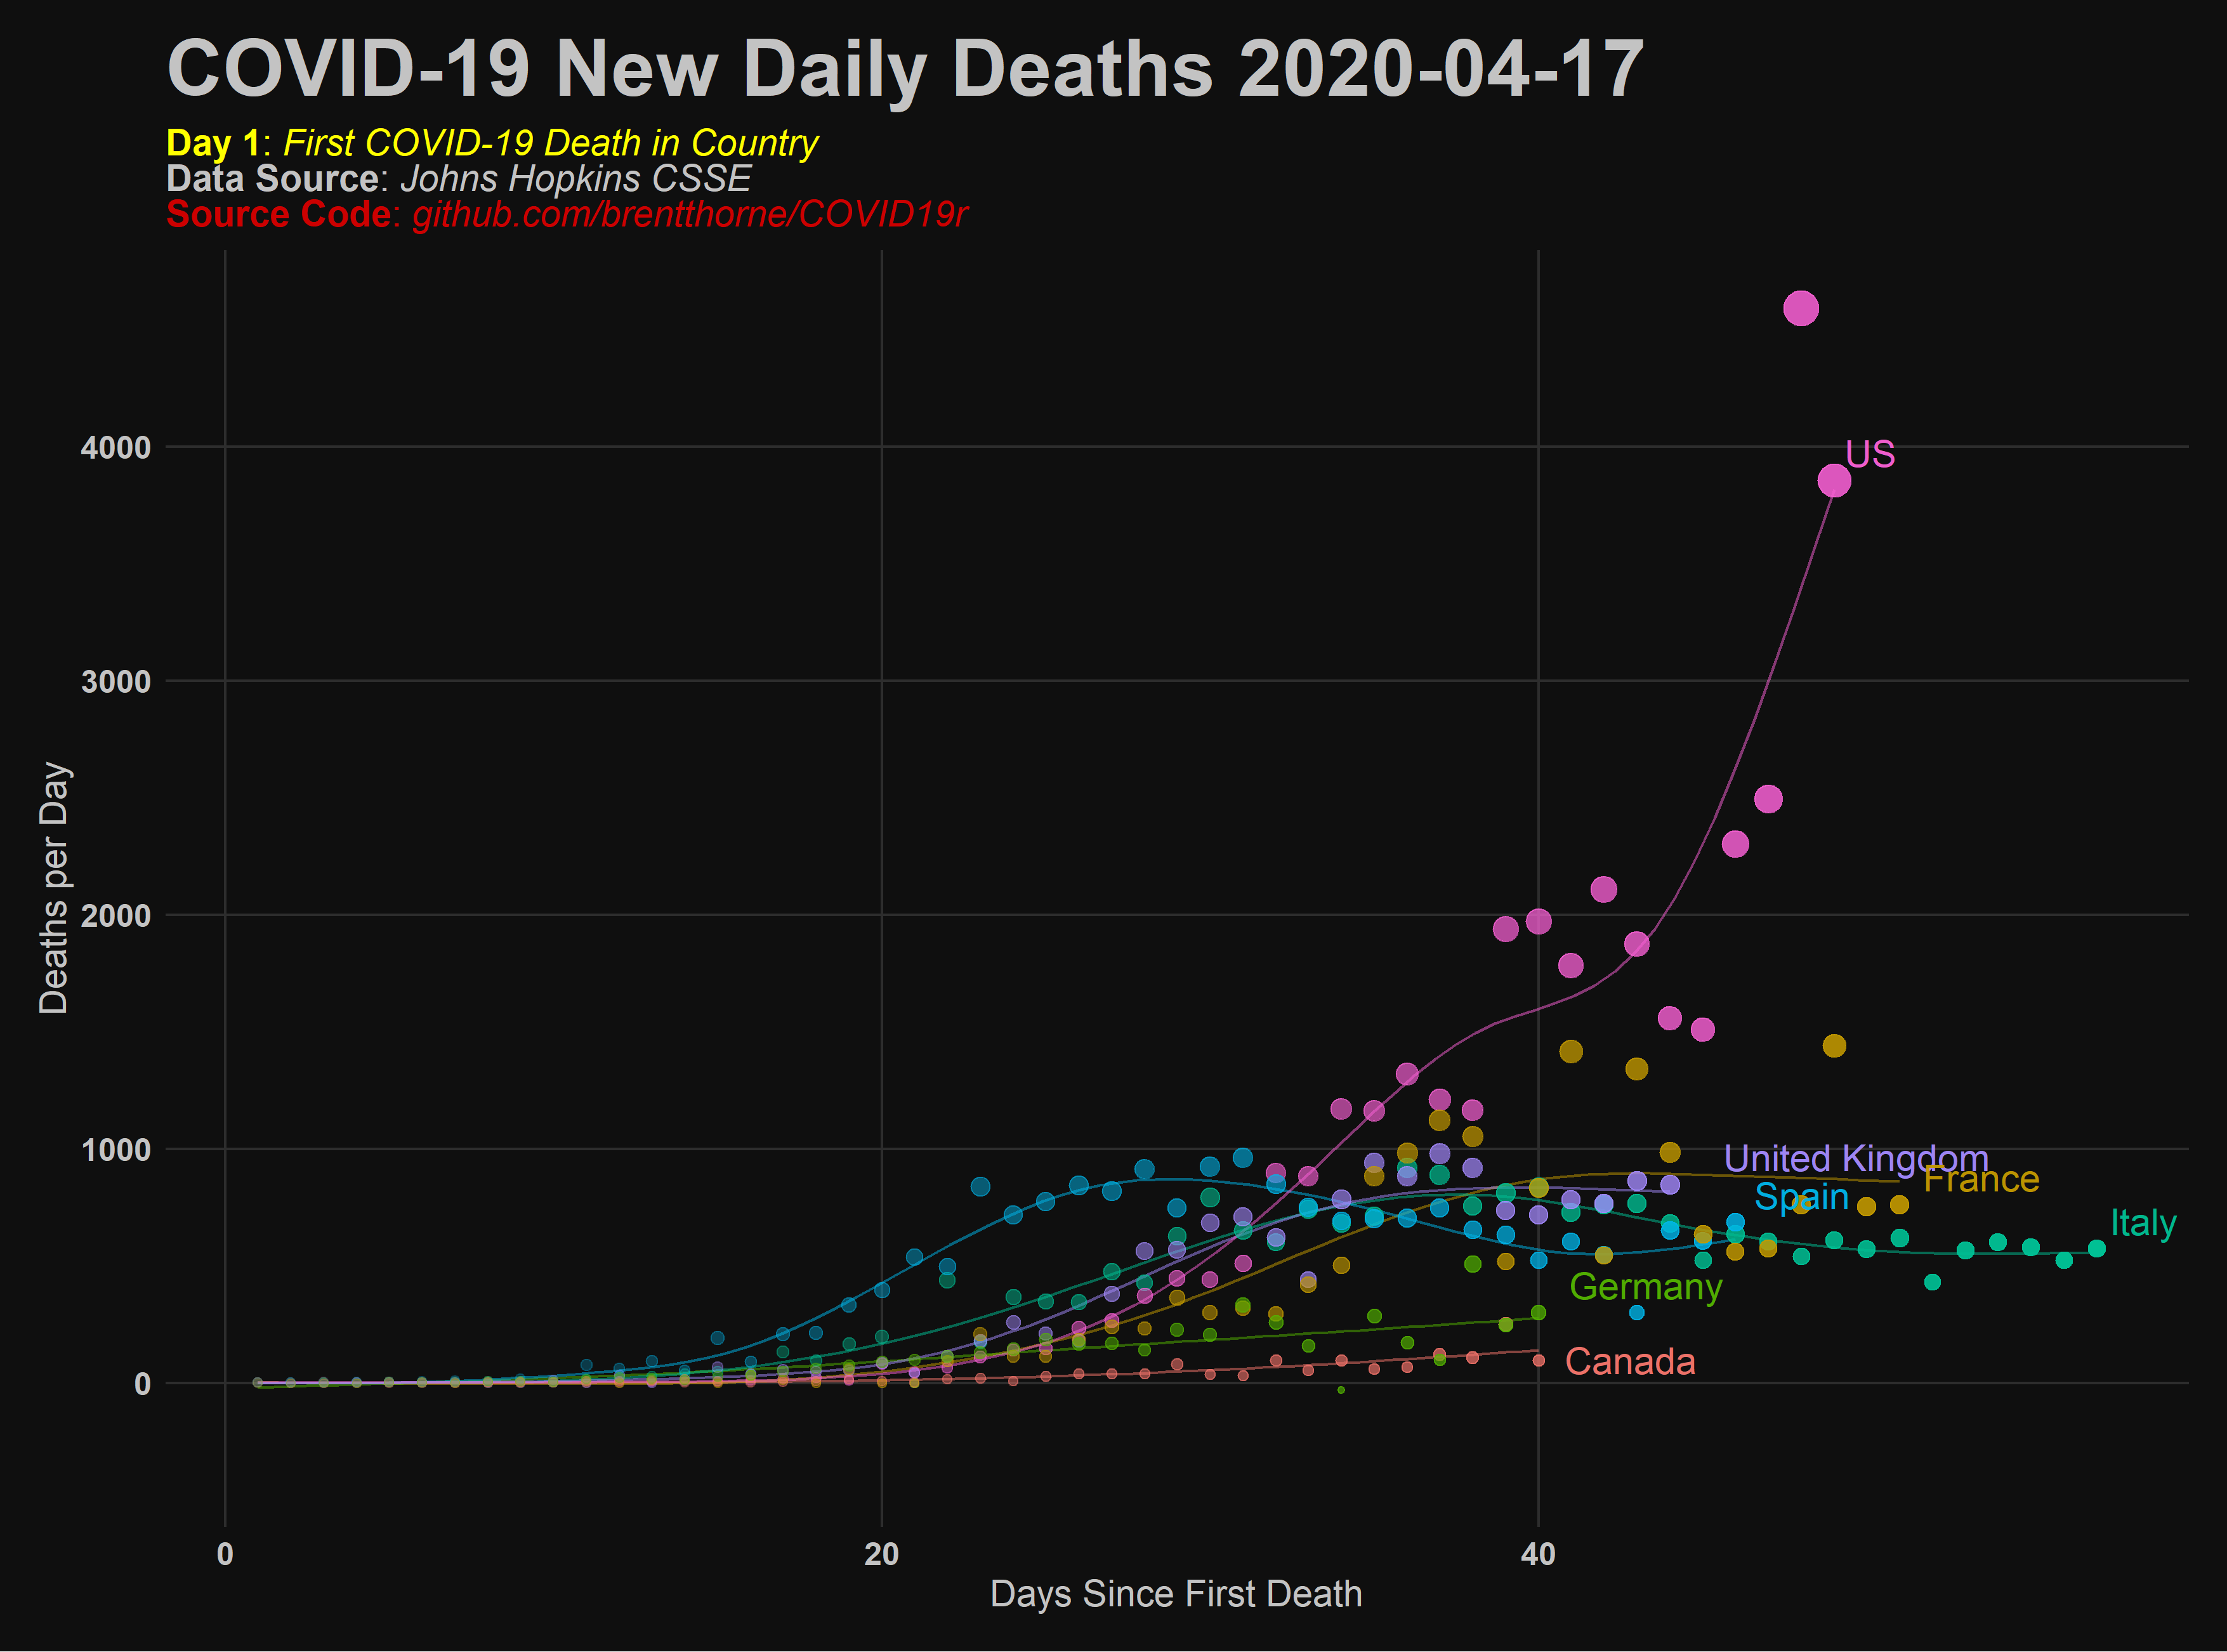 COVID-19 New Daily Deaths 2020-04-17
Day 1: First COVID-19 Death in Country
Data Source: Johns Hopkins CSSE
Source Code: github.com/brentthorne/COVID19r
US
4000
3000
Deaths per Day
2000
1000
United Kingdom
France
Spain
Italy
Germany
Canada
0
0 20 40
Days Since First Death